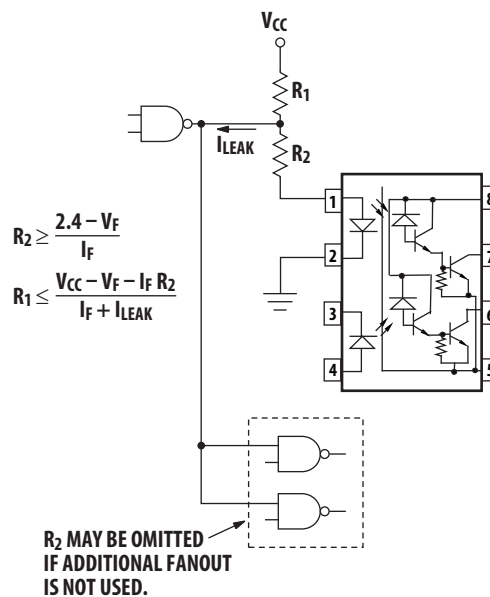 VCC
R1
ILEAK
R2
R2 ≥ 2.4 – VF / IF
R1 ≤ VCC – VF – IF R2 / IF + ILEAK
1
2
3
4
8
7
6
5
R2 MAY BE OMITTED
IF ADDITIONAL FANOUT
IS NOT USED.